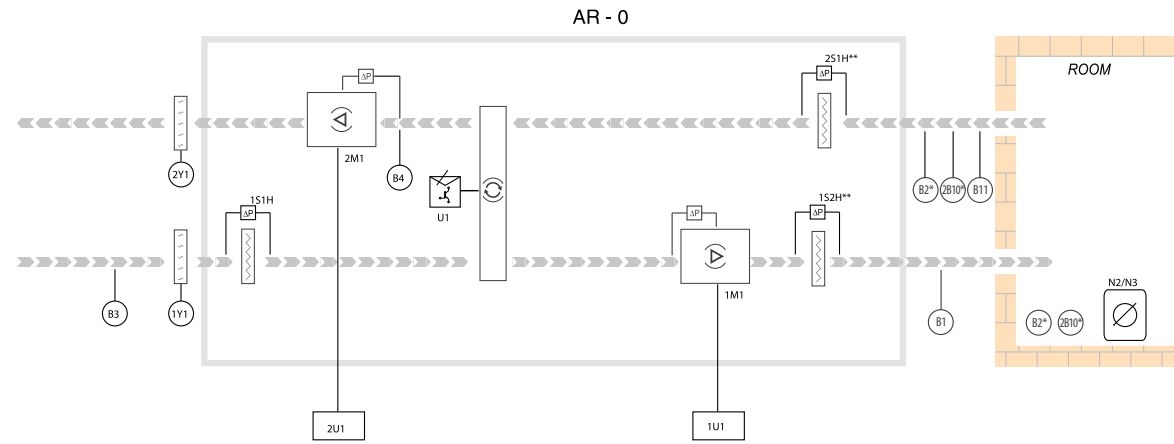 AR - 0
2S1H**
ΔP
ΔP
ROOM
2M1
2Y1
B4
U1
B2*
2B10*
B11
1S1H
ΔP
1S2H**
ΔP
ΔP
N2/N3
1M1
B3
1Y1
B1
B2*
2B10*
2U1
1U1